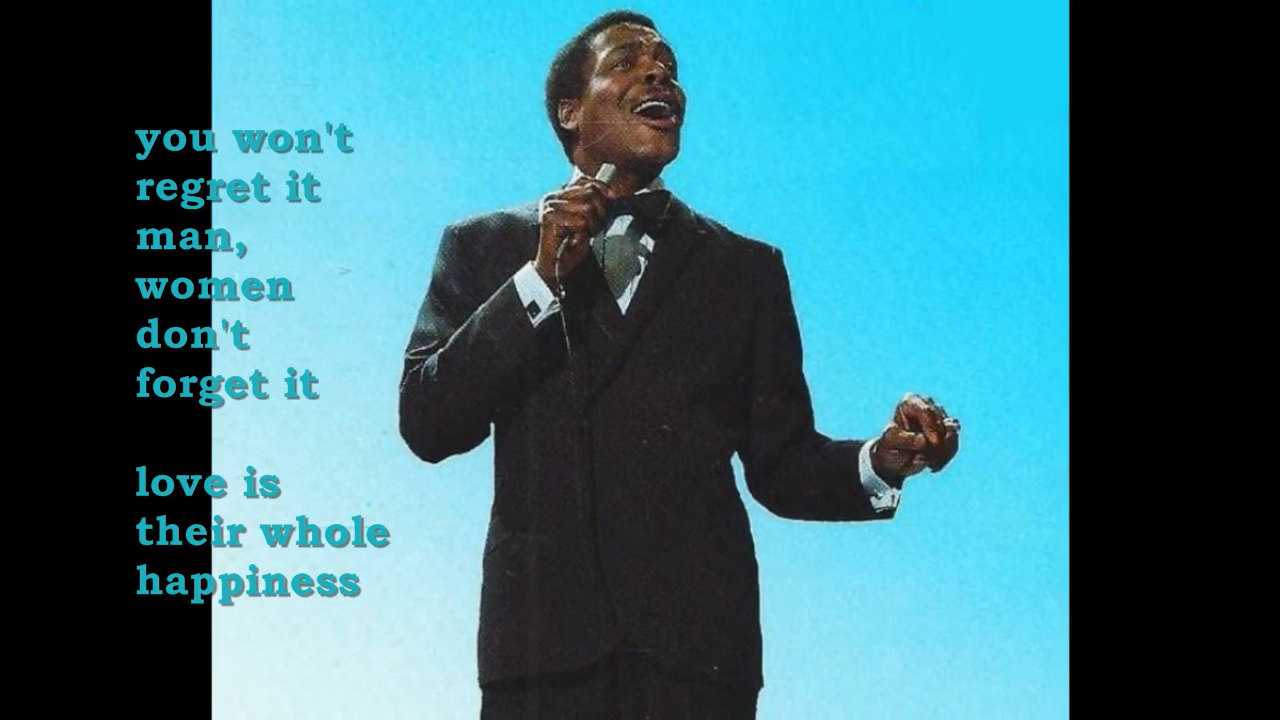 you won't
regret it
man,
women
don't
forget it
love is
their whole
happiness